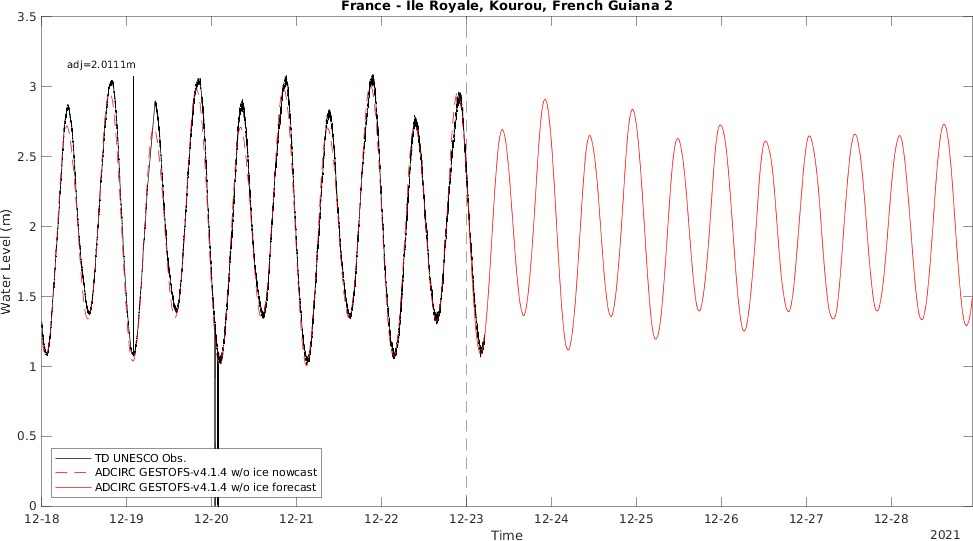 France - Ile Royale, Kourou, French Guiana 2
3.5
adj=2.0111m
3
2.5
2
1.5
1
0.5
0
Water Level (m)
TD UNESCO Obs.
ADCIRC GESTOFS-v4.1.4 w/o ice nowcast
ADCIRC GESTOFS-v4.1.4 w/o ice forecast
12-18 12-19 12-20 12-21 12-22 12-23 12-24 12-25 12-26 12-27 12-28
Time
2021